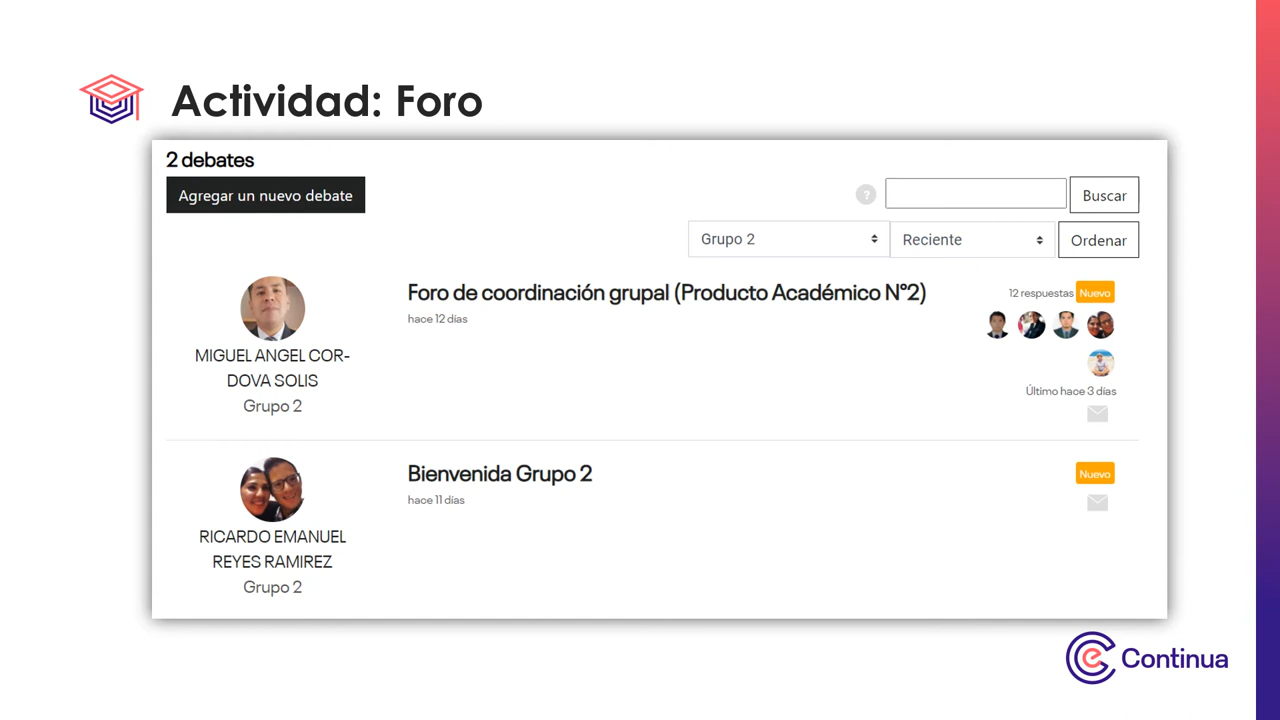 Actividad: Foro
2 debates
Agregar un nuevo debate
?
Buscar
Grupo 2
Reciente
Ordenar
Foro de coordinación grupal (Producto Académico N°2)
hace 12 días
12 respuestas Nuevo
MIGUEL ANGEL COR-
DOVA SOLIS
Grupo 2
Último hace 3 días
Bienvenida Grupo 2
hace 11 días
Nuevo
RICARDO EMANUEL
REYES RAMIREZ
Grupo 2
e Continua